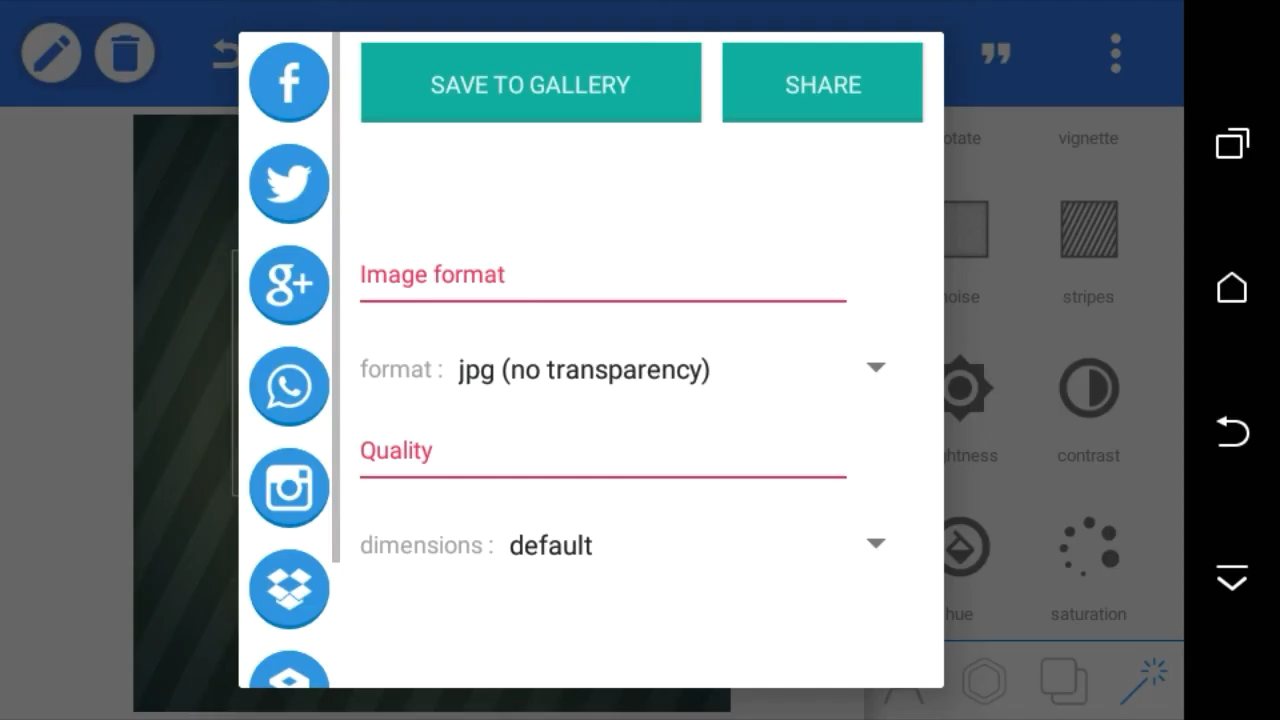 SAVE TO GALLERY
SHARE
Image format
format : jpg (no transparency)
Quality
dimensions : default
otate
vignette
noise
stripes
ghtness
contrast
hue
saturation